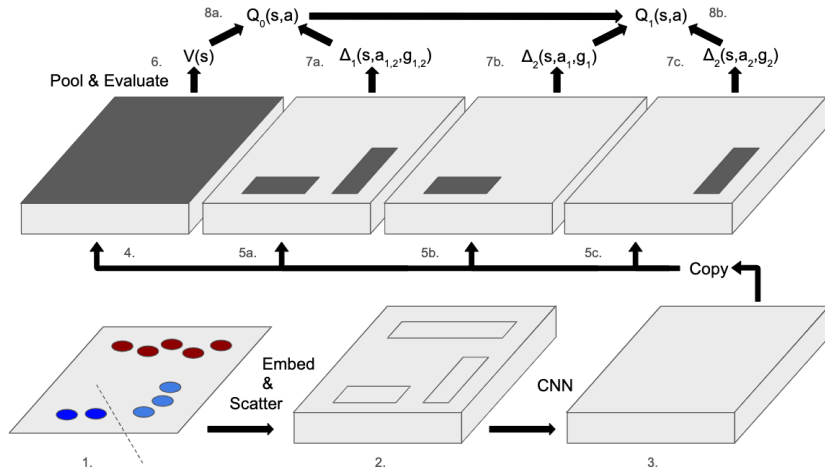 8a. Q₀(s,a) Q₁(s,a) 8b.
6. V(s) 7a. Δ₁(s,a₁,₂,g₁,₂) 7b. Δ₂(s,a₁,g₁) 7c. Δ₂(s,a₂,g₂)
Pool & Evaluate
4. 5a. 5b. 5c. Copy
Embed
&
Scatter
CNN
1. 2. 3.